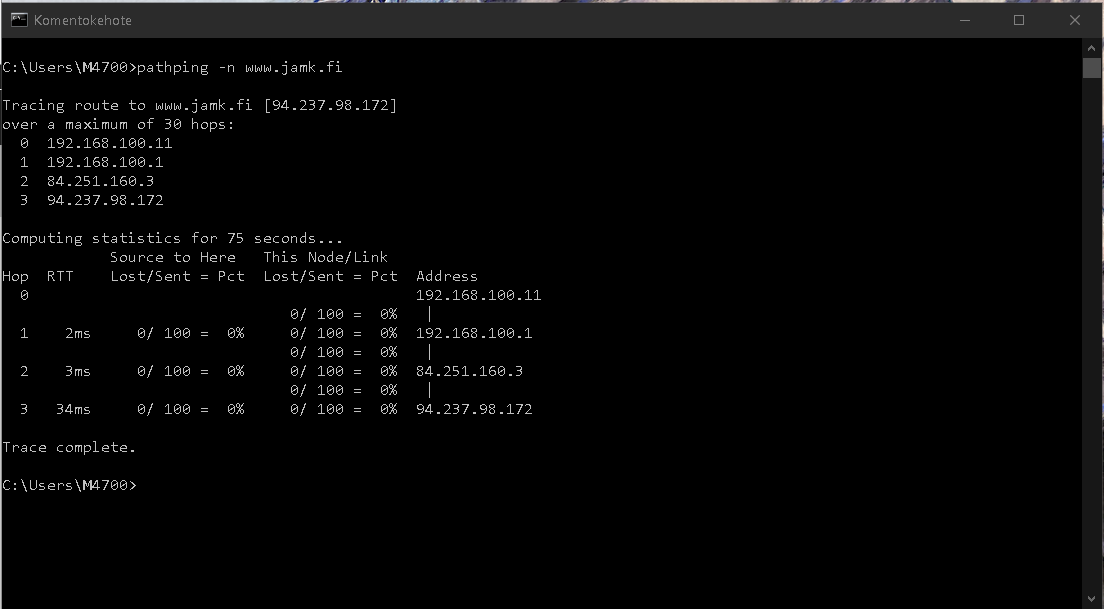 Komentokehote
C:\Users\M4700>pathping -n www.jamk.fi
Tracing route to www.jamk.fi [94.237.98.172]
over a maximum of 30 hops:
  0  192.168.100.11
  1  192.168.100.1
  2  84.251.160.3
  3  94.237.98.172
Computing statistics for 75 seconds...
            Source to Here   This Node/Link
Hop  RTT    Lost/Sent = Pct  Lost/Sent = Pct  Address
  0                                           192.168.100.11
                                0/ 100 =  0%   |
  1    2ms     0/ 100 =  0%     0/ 100 =  0%  192.168.100.1
                                0/ 100 =  0%   |
  2    3ms     0/ 100 =  0%     0/ 100 =  0%  84.251.160.3
                                0/ 100 =  0%   |
  3   34ms     0/ 100 =  0%     0/ 100 =  0%  94.237.98.172
Trace complete.
C:\Users\M4700>